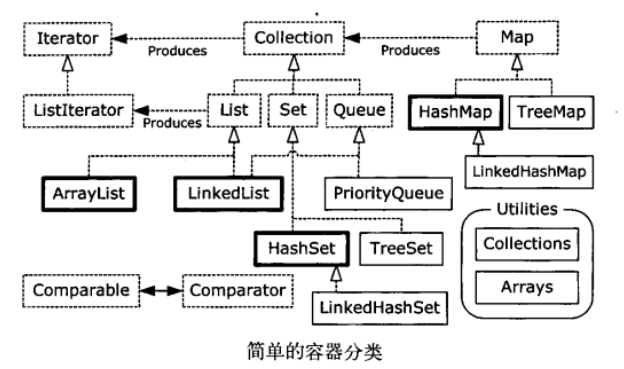 Iterator
Collection
Map
Produces
Produces
ListIterator
Produces
List
Set
Queue
HashMap
TreeMap
ArrayList
LinkedList
PriorityQueue
LinkedHashMap
HashSet
TreeSet
Utilities
Collections
Arrays
Comparable
Comparator
LinkedHashSet
简单的容器分类